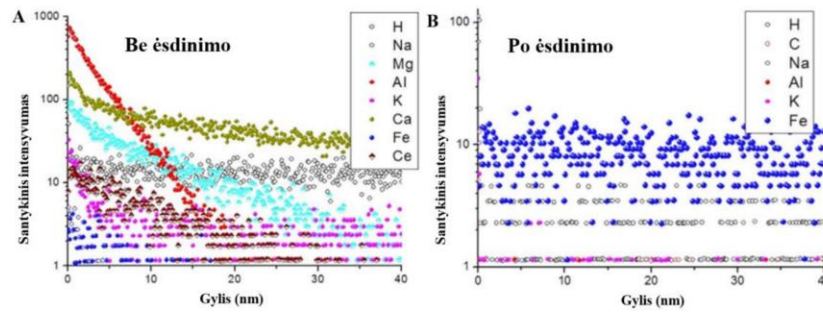 A
Be ėsdinimo
H
Na
Mg
Al
K
Ca
Fe
Ce
Santykinis intensyvumas
1000
100
10
1
0
10
20
30
40
Gylis (nm)
B
Po ėsdinimo
H
C
Na
Al
K
Fe
Santykinis intensyvumas
100
10
1
0
10
20
30
40
Gylis (nm)